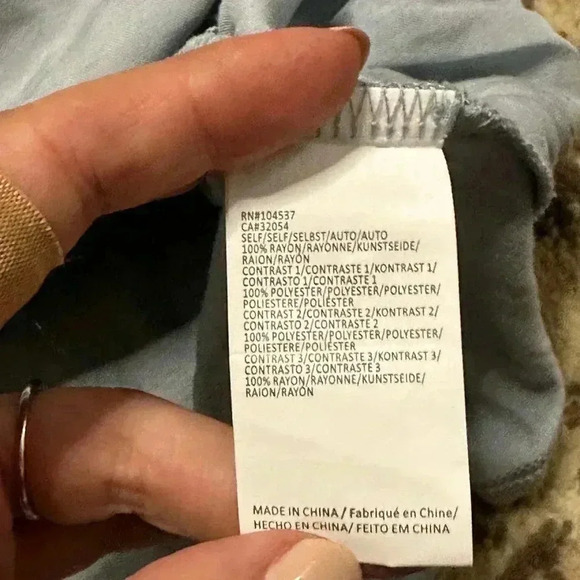 RN#104537
CA#32054
SELF/SELF/SELBST/AUTO/AUTO
100% RAYON/RAYONNE/KUNSTSEIDE/
RAION/RAYÓN
CONTRAST 1/CONTRASTE 1/KONTRAST 1/
CONTRASTO 1/CONTRASTE 1
100% POLYESTER/POLYESTER/POLYESTER/
POLIESTERE/POLIÉSTER
CONTRAST 2/CONTRASTE 2/KONTRAST 2/
CONTRASTO 2/CONTRASTE 2
100% POLYESTER/POLYESTER/POLYESTER/
POLIESTERE/POLIÉSTER
CONTRAST 3/CONTRASTE 3/KONTRAST 3/
CONTRASTO 3/CONTRASTE 3
100% RAYON/RAYONNE/KUNSTSEIDE/
RAION/RAYÓN
MADE IN CHINA / Fabriqué en Chine/
HECHO EN CHINA/ FEITO EM CHINA